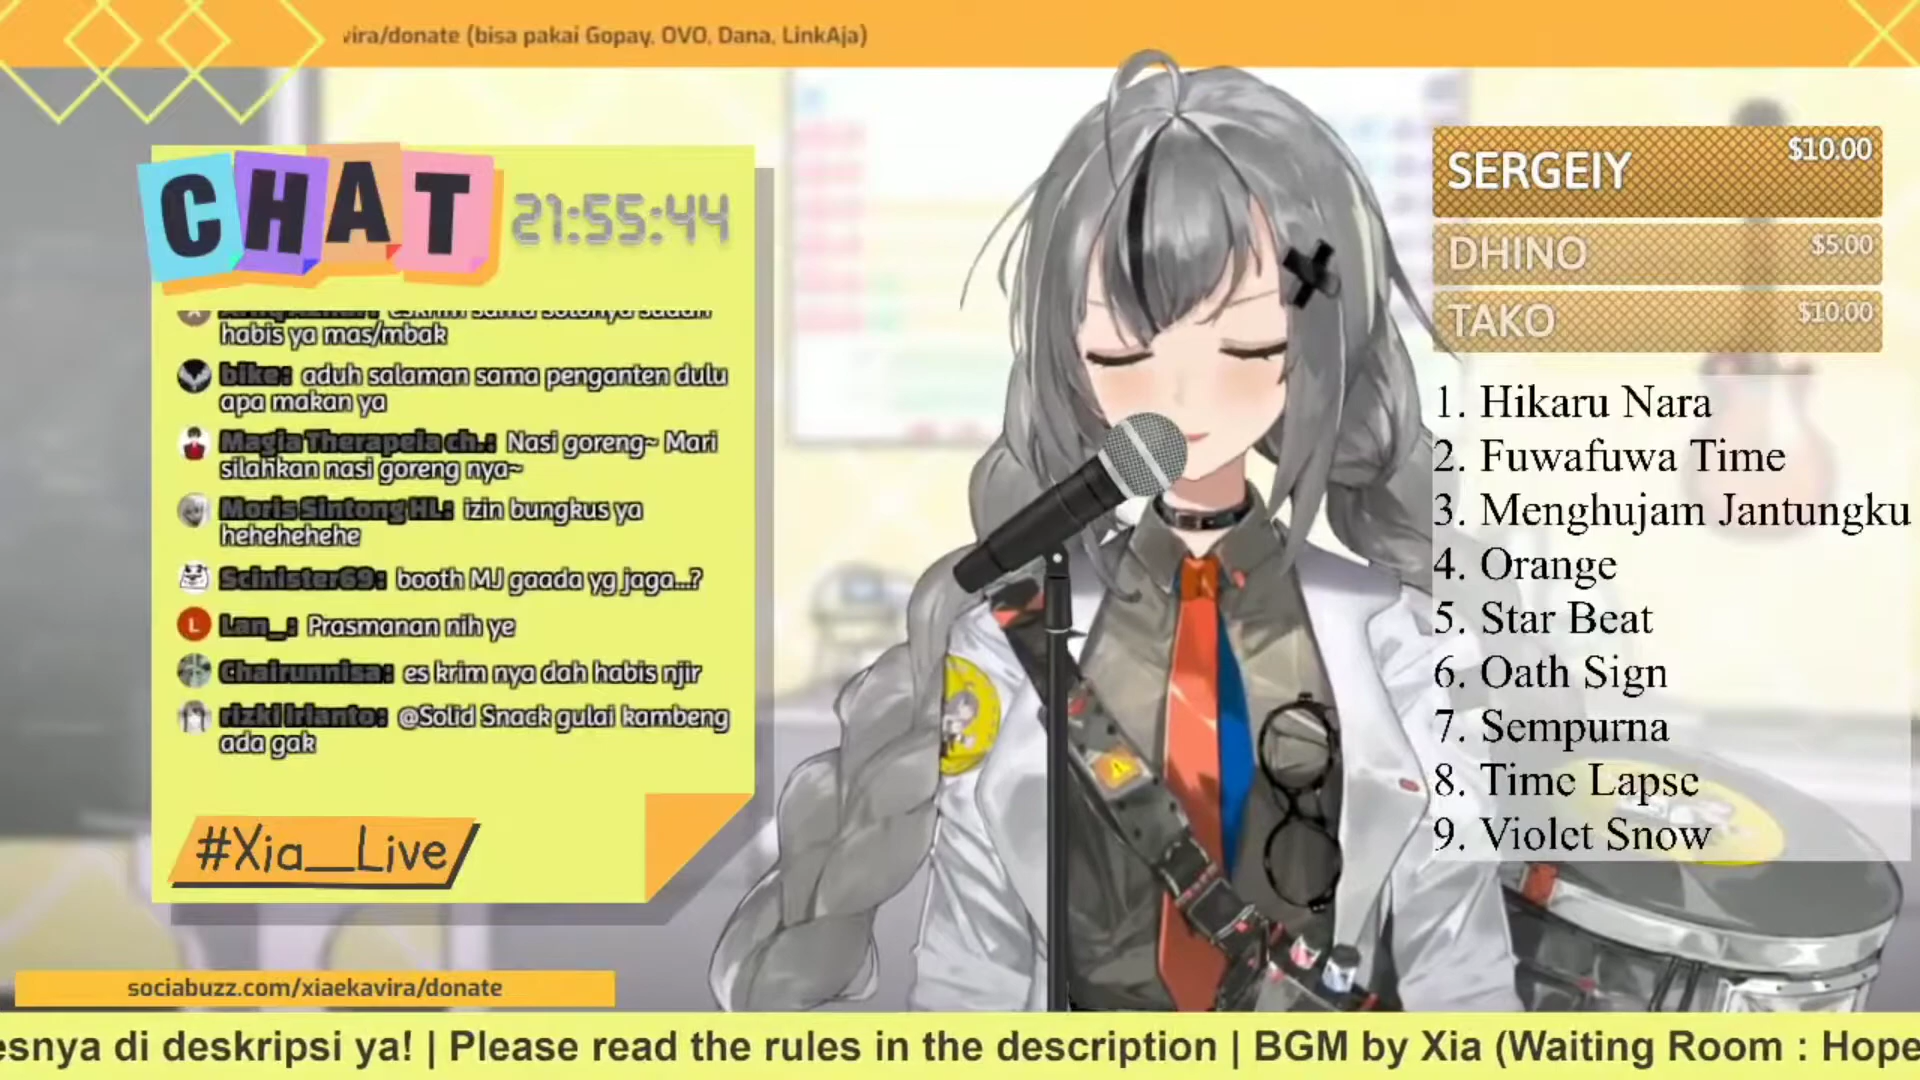 vira/donate (bisa pakai Gopay, OVO, Dana, LinkAja)
CHAT
21:55:44
eskrim sama sotonya sudah
habis ya mas/mbak
bike: aduh salaman sama penganten dulu
apa makan ya
Magia Therapeia ch.: Nasi goreng~ Mari
silahkan nasi goreng nya~
Moris Sintong HL: izin bungkus ya
hehehehehe
Scinister69: booth MJ gaada yg jaga...?
Lan_: Prasmanan nih ye
Chairunnisa: es krim nya dah habis njir
rizki irianto: @Solid Snack gulai kambeng
ada gak
#Xia_Live
sociabuzz.com/xiaekavira/donate
SERGEIY $10.00
DHINO $5.00
TAKO $10.00
1. Hikaru Nara
2. Fuwafuwa Time
3. Menghujam Jantungku
4. Orange
5. Star Beat
6. Oath Sign
7. Sempurna
8. Time Lapse
9. Violet Snow
esnya di deskripsi ya! | Please read the rules in the description | BGM by Xia (Waiting Room : Hope